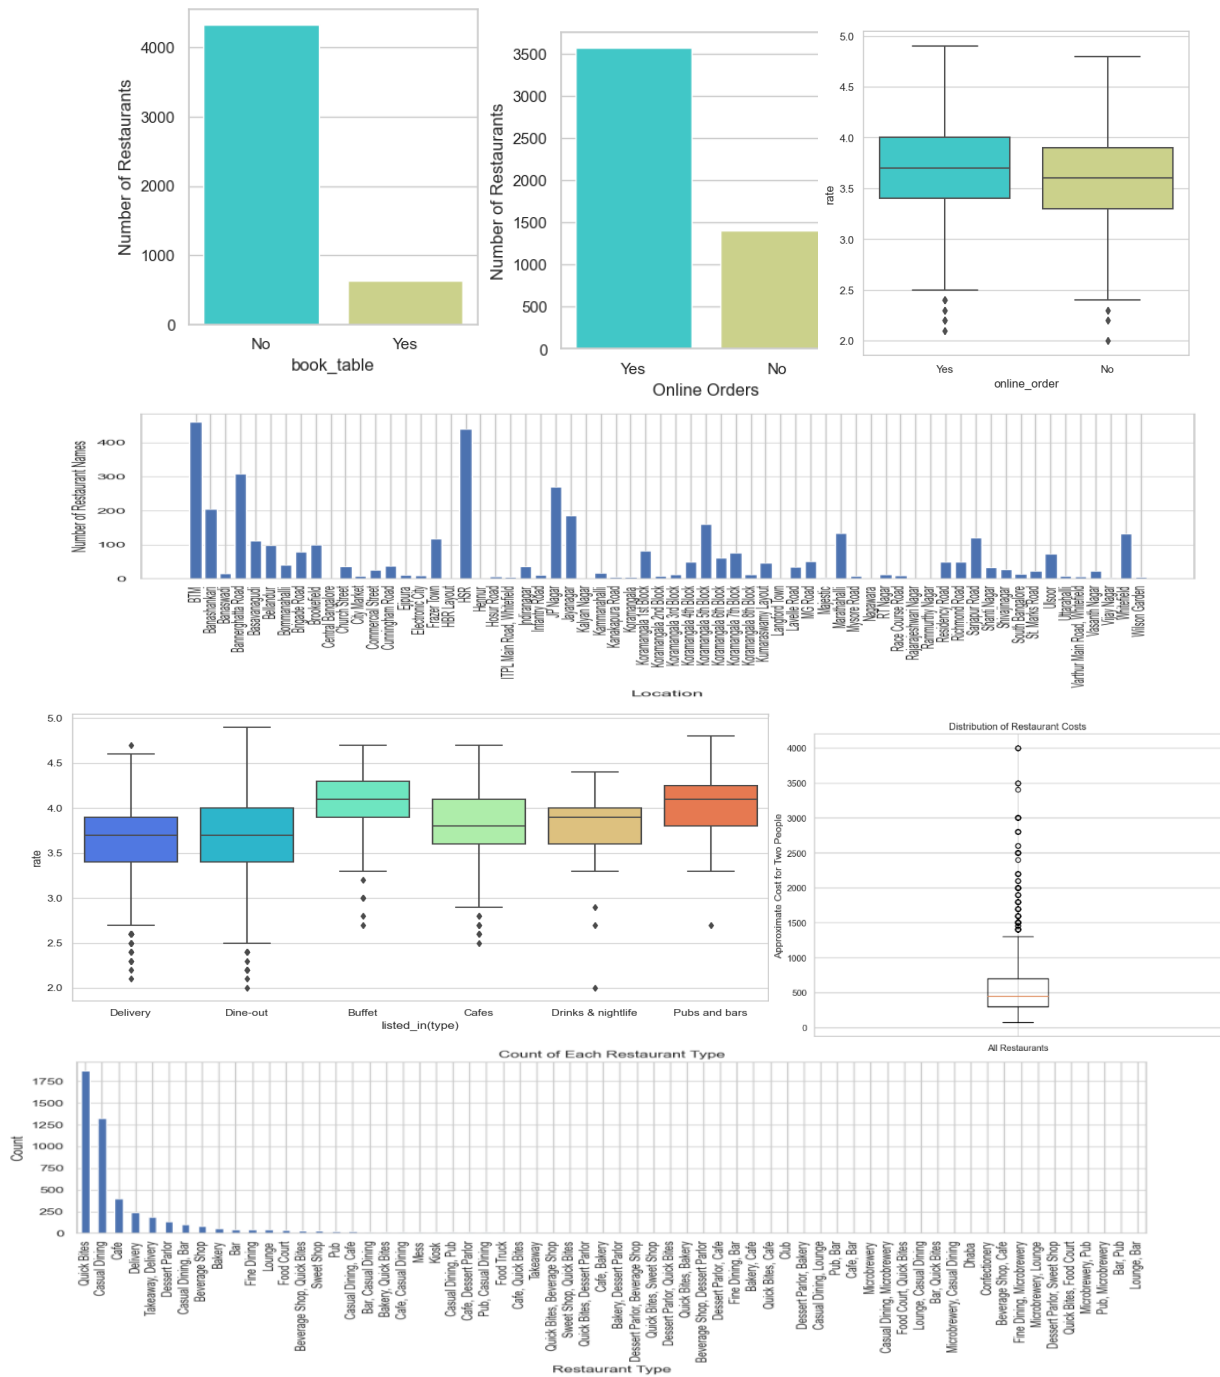 4000
3000
2000
1000
0
Number of Restaurants
No
Yes
book_table
3500
3000
2500
2000
1500
1000
500
0
Number of Restaurants
Yes
No
Online Orders
5.0
4.5
4.0
3.5
3.0
2.5
2.0
rate
Yes
No
online_order
400
300
200
100
0
Number of Restaurant Names
BTM
Banashankari
Banaswadi
Bannerghatta Road
Basavanagudi
Bellandur
Bommanahalli
Brigade Road
Brookefield
Central Bangalore
Church Street
City Market
Commercial Street
Cunningham Road
Ejipura
Electronic City
Frazer Town
HBR Layout
HSR
Hebbal
Hosur Road
ITPL Main Road, Whitefield
Indiranagar
Infantry Road
JP Nagar
Jayanagar
Kalyan Nagar
Kammanahalli
Kanakapura Road
Koramangala
Koramangala 1st Block
Koramangala 2nd Block
Koramangala 3rd Block
Koramangala 4th Block
Koramangala 5th Block
Koramangala 6th Block
Koramangala 7th Block
Koramangala 8th Block
Kumaraswamy Layout
Langford Town
Lavelle Road
MG Road
Majestic
Marathahalli
Mysore Road
Nagawara
RT Nagar
Race Course Road
Rajarajeshwari Nagar
Rammurthy Nagar
Residency Road
Richmond Road
Sarjapur Road
Shanti Nagar
Shivajinagar
South Bangalore
St. Marks Road
Ulsoor
Uttarahalli
Varthur Main Road, Whitefield
Vasanth Nagar
Vijay Nagar
Whitefield
Wilson Garden
Location
5.0
4.5
4.0
3.5
3.0
2.5
2.0
rate
Delivery
Dine-out
Buffet
Cafes
Drinks & nightlife
Pubs and bars
listed_in(type)
Distribution of Restaurant Costs
4000
3500
3000
2500
2000
1500
1000
500
0
Approximate Cost for Two People
All Restaurants
Count of Each Restaurant Type
1750
1500
1250
1000
750
500
250
0
Count
Quick Bites
Casual Dining
Cafe
Delivery
Takeaway, Delivery
Dessert Parlor
Casual Dining, Bar
Beverage Shop
Bakery
Bar
Fine Dining
Lounge
Food Court
Beverage Shop, Quick Bites
Sweet Shop
Pub
Casual Dining, Cafe
Bar, Casual Dining
Bakery, Quick Bites
Cafe, Casual Dining
Mess
Kiosk
Casual Dining, Pub
Cafe, Dessert Parlor
Pub, Casual Dining
Food Truck
Cafe, Quick Bites
Takeaway
Quick Bites, Beverage Shop
Sweet Shop, Quick Bites
Quick Bites, Dessert Parlor
Cafe, Bakery
Bakery, Dessert Parlor
Dessert Parlor, Beverage Shop
Quick Bites, Sweet Shop
Dessert Parlor, Quick Bites
Quick Bites, Bakery
Beverage Shop, Dessert Parlor
Dessert Parlor, Cafe
Fine Dining, Bar
Bakery, Cafe
Quick Bites, Cafe
Club
Dessert Parlor, Bakery
Casual Dining, Lounge
Pub, Bar
Cafe, Bar
Microbrewery
Casual Dining, Microbrewery
Food Court, Quick Bites
Lounge, Casual Dining
Bar, Quick Bites
Microbrewery, Casual Dining
Dhaba
Confectionery
Beverage Shop, Cafe
Fine Dining, Microbrewery
Microbrewery, Lounge
Dessert Parlor, Sweet Shop
Quick Bites, Food Court
Microbrewery, Pub
Pub, Microbrewery
Bar, Pub
Lounge, Bar
Restaurant Type